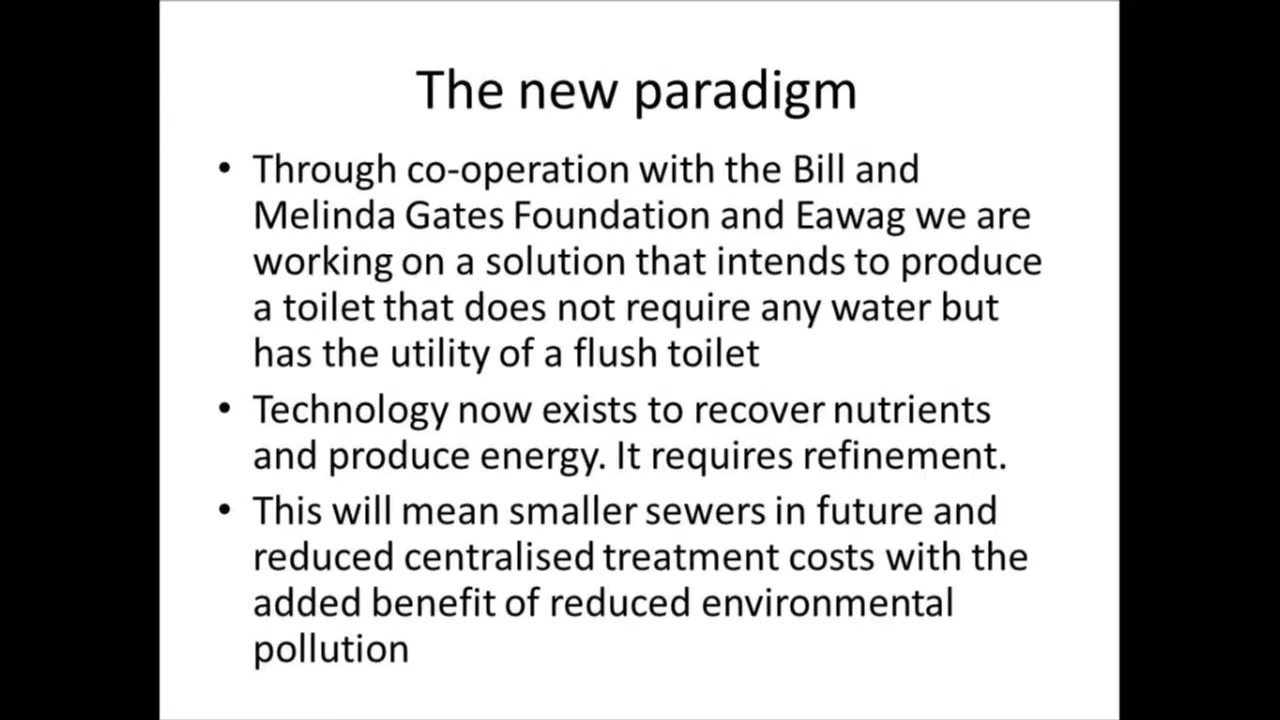 The new paradigm
• Through co-operation with the Bill and
Melinda Gates Foundation and Eawag we are
working on a solution that intends to produce
a toilet that does not require any water but
has the utility of a flush toilet
• Technology now exists to recover nutrients
and produce energy. It requires refinement.
• This will mean smaller sewers in future and
reduced centralised treatment costs with the
added benefit of reduced environmental
pollution